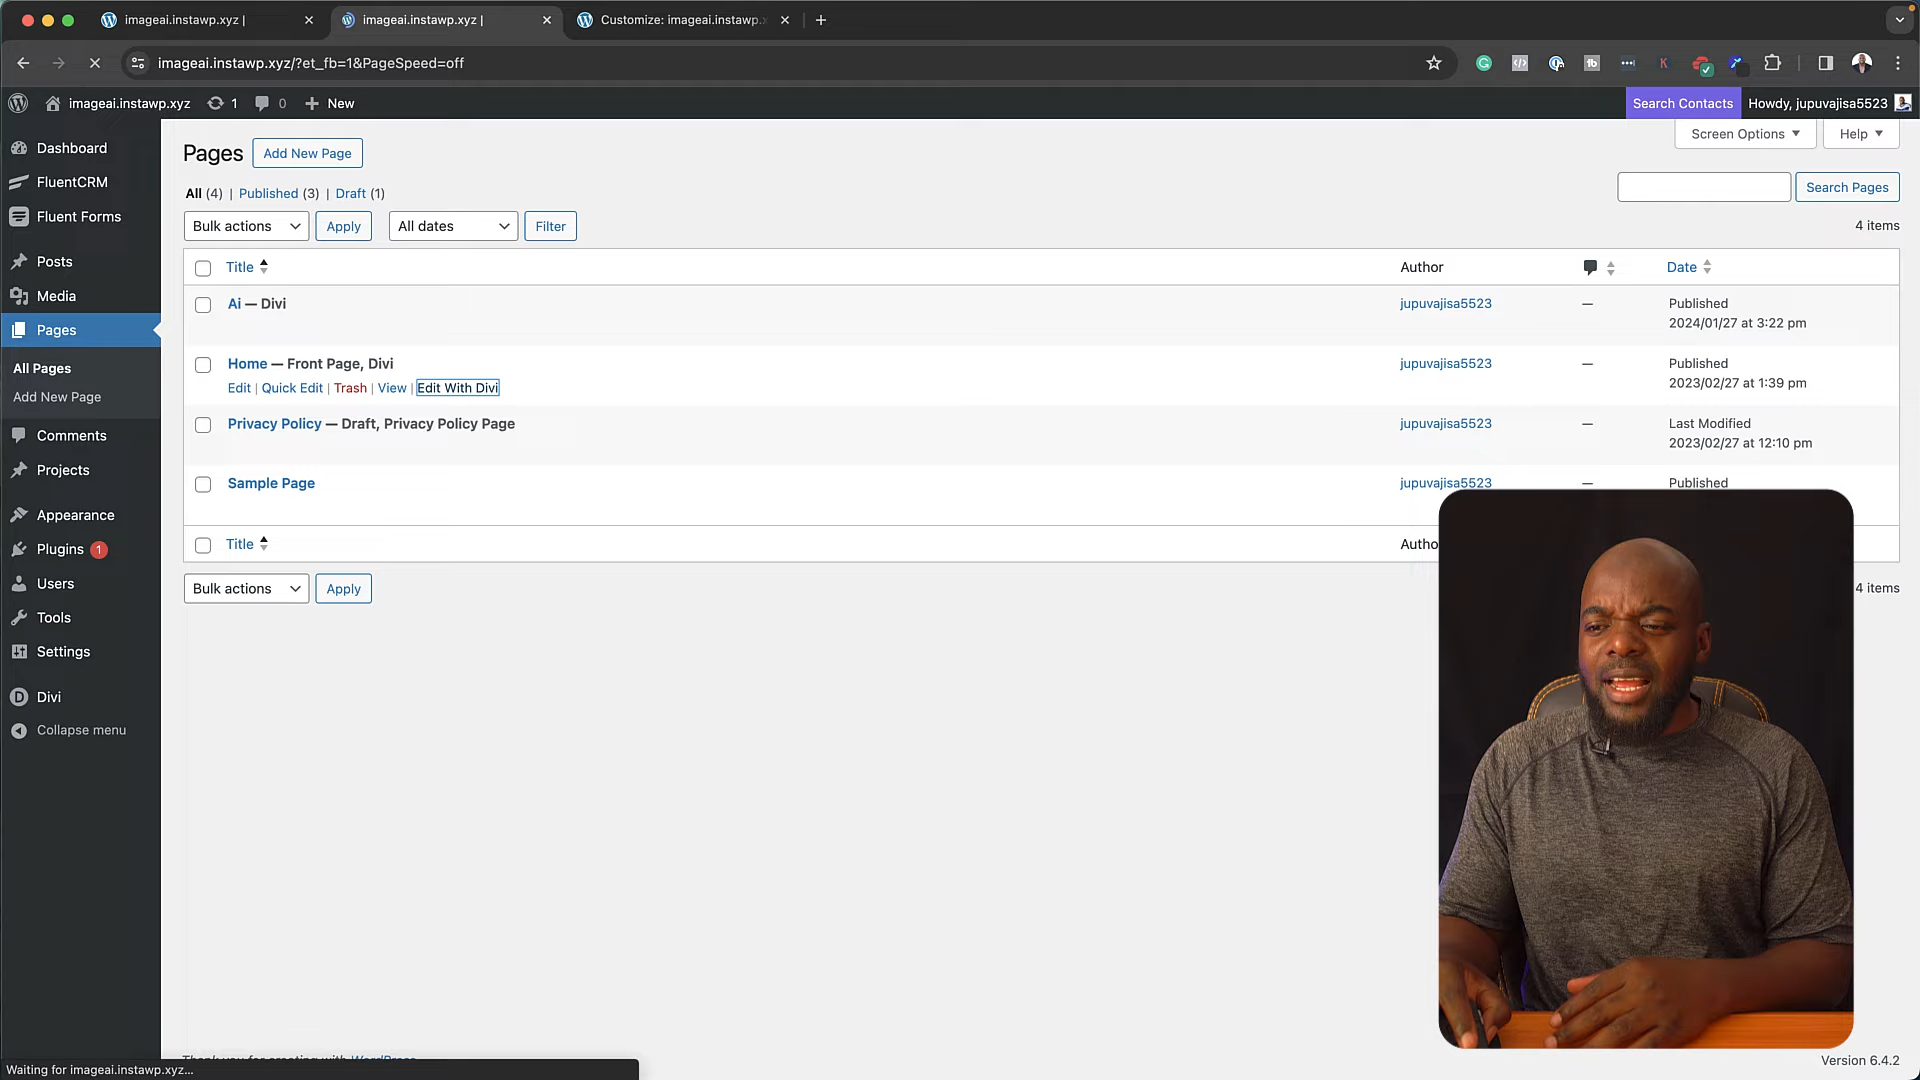 imageai.instawp.xyz |
imageai.instawp.xyz |
Customize: imageai.instawp.x
imageai.instawp.xyz/?et_fb=1&PageSpeed=off
imageai.instawp.xyz
1
0
New
Search Contacts
Howdy, jupuvajisa5523
Dashboard
FluentCRM
Fluent Forms
Posts
Media
Pages
All Pages
Add New Page
Comments
Projects
Appearance
Plugins 1
Users
Tools
Settings
Divi
Collapse menu
Pages
Add New Page
Screen Options
Help
All (4) | Published (3) | Draft (1)
Search Pages
Bulk actions
Apply
All dates
Filter
4 items
Title
Author
Date
Ai — Divi
jupuvajisa5523
—
Published
2024/01/27 at 3:22 pm
Home — Front Page, Divi
Edit | Quick Edit | Trash | View | Edit With Divi
jupuvajisa5523
—
Published
2023/02/27 at 1:39 pm
Privacy Policy — Draft, Privacy Policy Page
jupuvajisa5523
—
Last Modified
2023/02/27 at 12:10 pm
Sample Page
jupuvajisa5523
—
Published
Title
Autho
Bulk actions
Apply
4 items
Thank you for creating with WordPress
Version 6.4.2
Waiting for imageai.instawp.xyz...